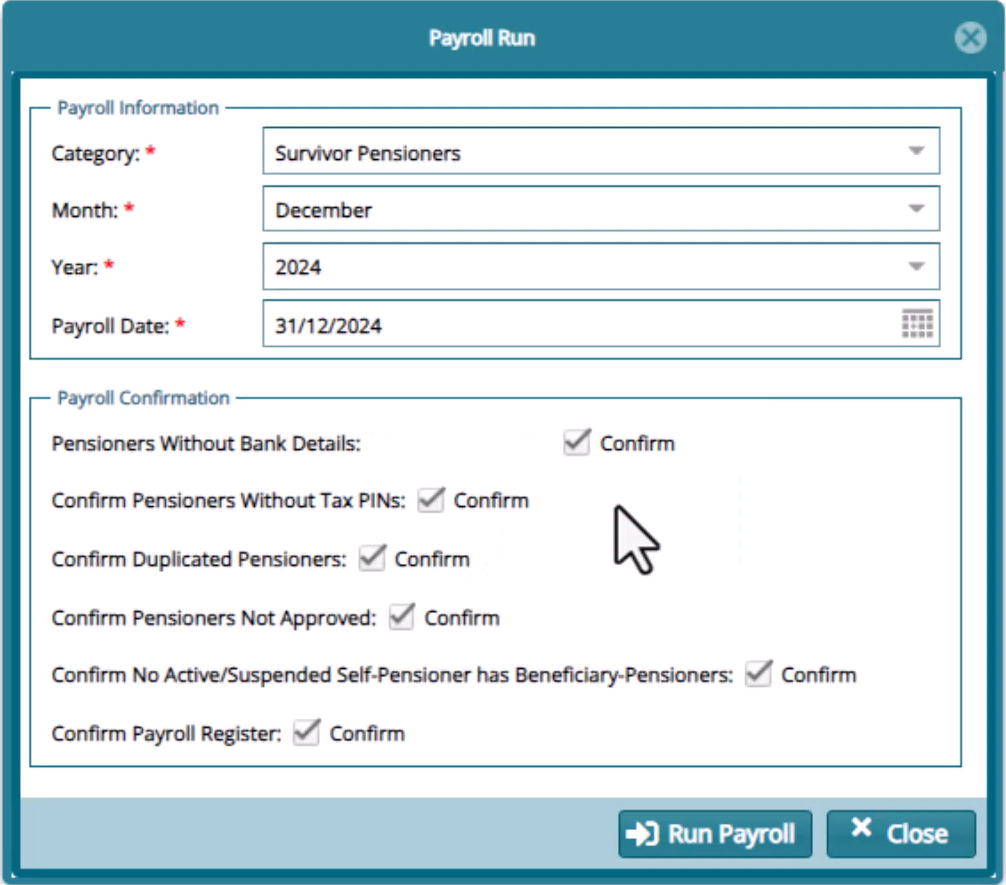 Payroll Run
Payroll Information
Category: * Survivor Pensioners
Month: * December
Year: * 2024
Payroll Date: * 31/12/2024
Payroll Confirmation
Pensioners Without Bank Details: Confirm
Confirm Pensioners Without Tax PINs: Confirm
Confirm Duplicated Pensioners: Confirm
Confirm Pensioners Not Approved: Confirm
Confirm No Active/Suspended Self-Pensioner has Beneficiary-Pensioners: Confirm
Confirm Payroll Register: Confirm
Run Payroll Close